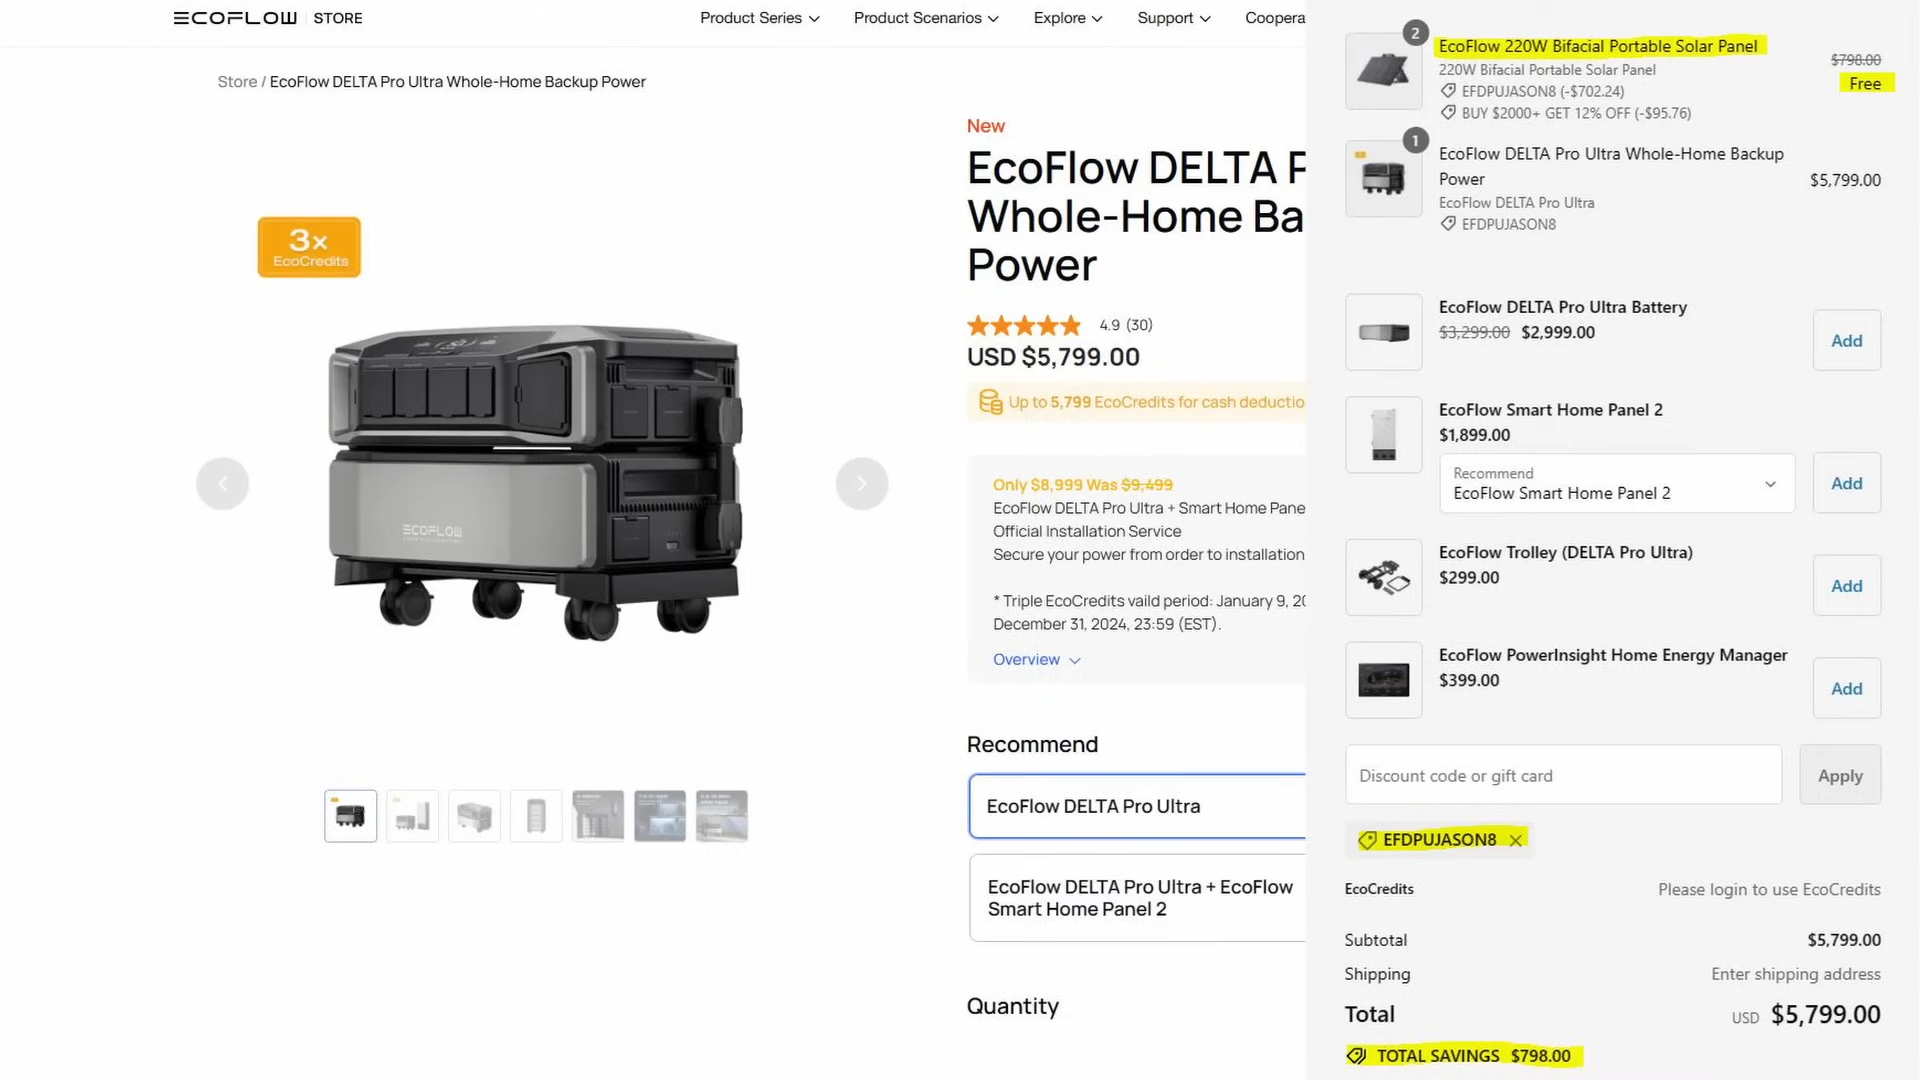 ECOFLOW STORE
Product Series
Product Scenarios
Explore
Support
Coopera
Store / EcoFlow DELTA Pro Ultra Whole-Home Backup Power
3x
EcoCredits
ECOFLOW
New
EcoFlow DELTA P
Whole-Home Ba
Power
4.9 (30)
USD $5,799.00
Up to 5,799 EcoCredits for cash deductio
Only $8,999 Was $9,499
EcoFlow DELTA Pro Ultra + Smart Home Pane
Official Installation Service
Secure your power from order to installation
* Triple EcoCredits vaild period: January 9, 20
December 31, 2024, 23:59 (EST).
Overview
Recommend
EcoFlow DELTA Pro Ultra
EcoFlow DELTA Pro Ultra + EcoFlow
Smart Home Panel 2
Quantity
2
EcoFlow 220W Bifacial Portable Solar Panel
$798.00
220W Bifacial Portable Solar Panel
Free
EFDPUJASON8 (-$702.24)
BUY $2000+ GET 12% OFF (-$95.76)
1
EcoFlow DELTA Pro Ultra Whole-Home Backup
Power
$5,799.00
EcoFlow DELTA Pro Ultra
EFDPUJASON8
EcoFlow DELTA Pro Ultra Battery
$3,299.00 $2,999.00
Add
EcoFlow Smart Home Panel 2
$1,899.00
Recommend
EcoFlow Smart Home Panel 2
Add
EcoFlow Trolley (DELTA Pro Ultra)
$299.00
Add
EcoFlow PowerInsight Home Energy Manager
$399.00
Add
Discount code or gift card
Apply
EFDPUJASON8
EcoCredits
Please login to use EcoCredits
Subtotal
$5,799.00
Shipping
Enter shipping address
Total
USD $5,799.00
TOTAL SAVINGS $798.00